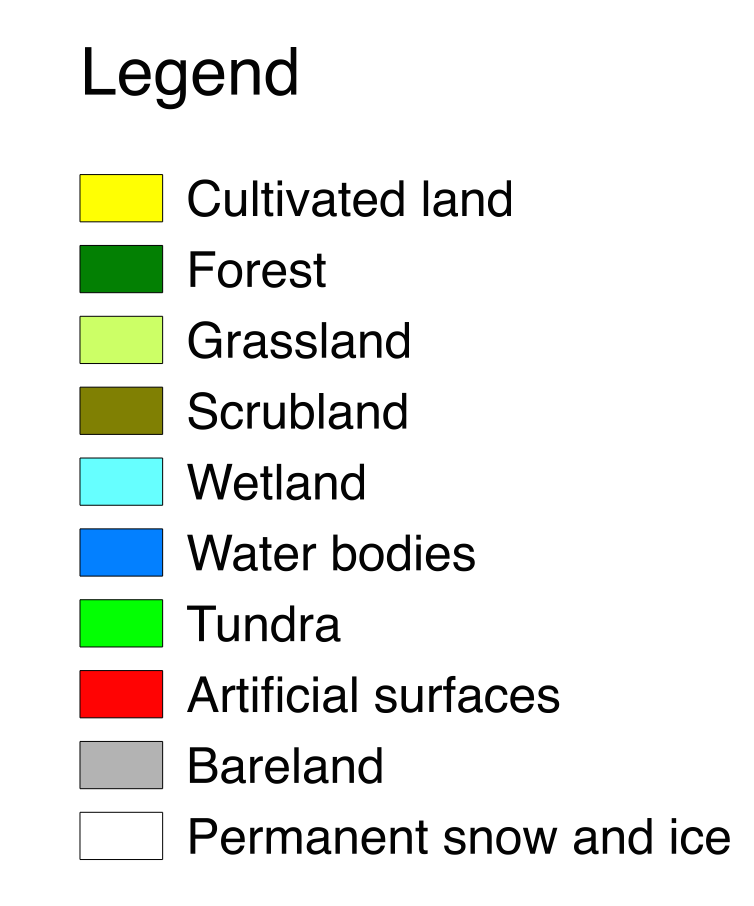 Legend
Cultivated land
Forest
Grassland
Scrubland
Wetland
Water bodies
Tundra
Artificial surfaces
Bareland
Permanent snow and ice